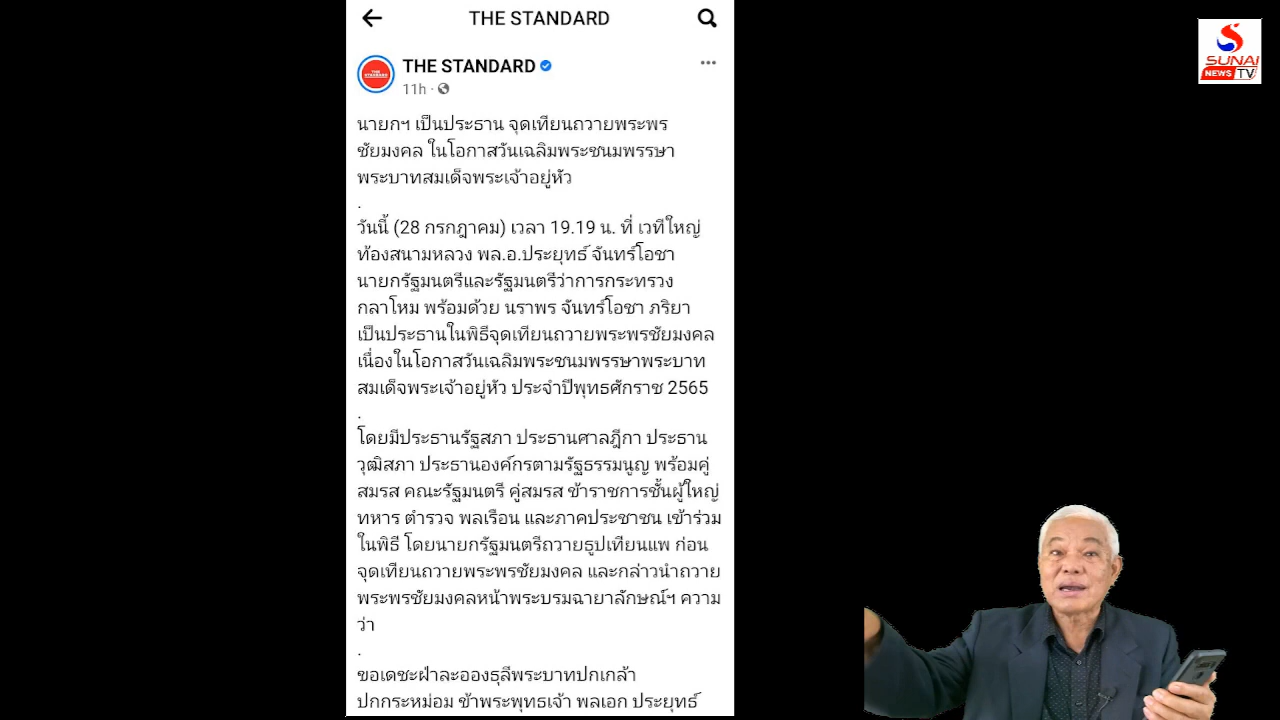 THE STANDARD
THE STANDARD
11h ·
นายกฯ เป็นประธาน จุดเทียนถวายพระพร
ชัยมงคล ในโอกาสวันเฉลิมพระชนมพรรษา
พระบาทสมเด็จพระเจ้าอยู่หัว
.
วันนี้ (28 กรกฎาคม) เวลา 19.19 น. ที่ เวทีใหญ่
ท้องสนามหลวง พล.อ.ประยุทธ์ จันทร์โอชา
นายกรัฐมนตรีและรัฐมนตรีว่าการกระทรวง
กลาโหม พร้อมด้วย นราพร จันทร์โอชา ภริยา
เป็นประธานในพิธีจุดเทียนถวายพระพรชัยมงคล
เนื่องในโอกาสวันเฉลิมพระชนมพรรษาพระบาท
สมเด็จพระเจ้าอยู่หัว ประจำปีพุทธศักราช 2565
.
โดยมีประธานรัฐสภา ประธานศาลฎีกา ประธาน
วุฒิสภา ประธานองค์กรตามรัฐธรรมนูญ พร้อมคู่
สมรส คณะรัฐมนตรี คู่สมรส ข้าราชการชั้นผู้ใหญ่
ทหาร ตำรวจ พลเรือน และภาคประชาชน เข้าร่วม
ในพิธี โดยนายกรัฐมนตรีถวายธูปเทียนแพ ก่อน
จุดเทียนถวายพระพรชัยมงคล และกล่าวนำถวาย
พระพรชัยมงคลหน้าพระบรมฉายาลักษณ์ฯ ความ
ว่า
.
ขอเดชะฝ่าละอองธุลีพระบาทปกเกล้า
ปกกระหม่อม ข้าพระพุทธเจ้า พลเอก ประยุทธ์
SUNAI
NEWS TV